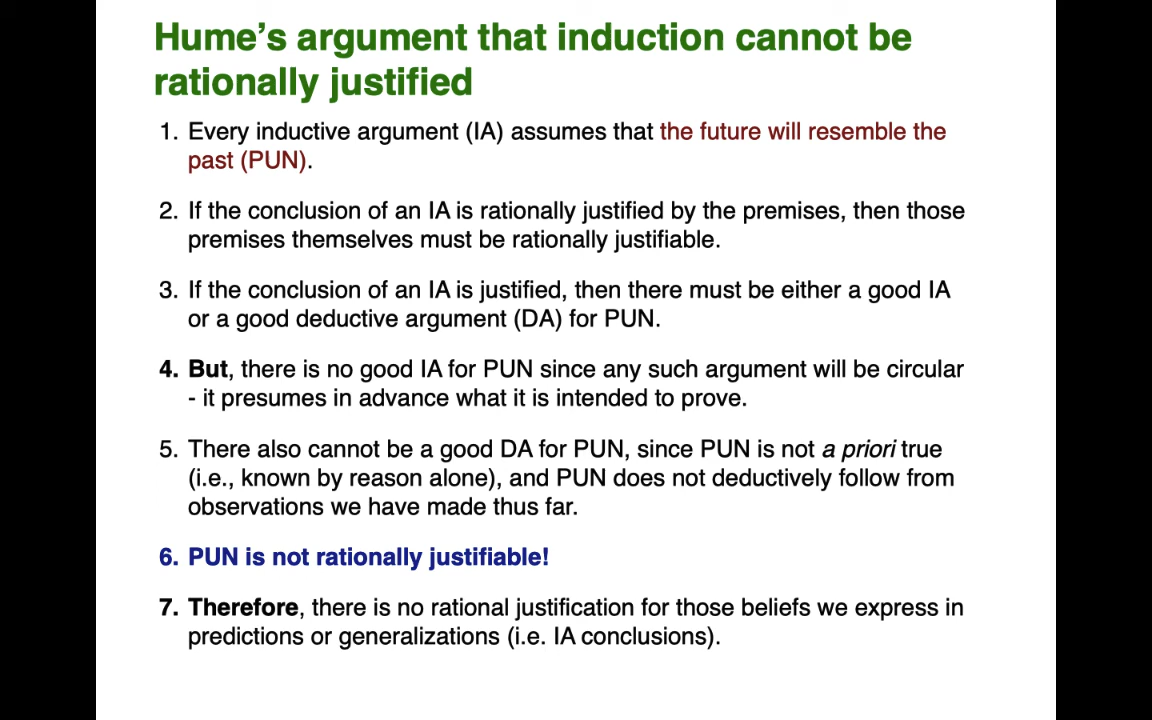 Hume’s argument that induction cannot be
rationally justified
1. Every inductive argument (IA) assumes that the future will resemble the
past (PUN).
2. If the conclusion of an IA is rationally justified by the premises, then those
premises themselves must be rationally justifiable.
3. If the conclusion of an IA is justified, then there must be either a good IA
or a good deductive argument (DA) for PUN.
4. But, there is no good IA for PUN since any such argument will be circular
- it presumes in advance what it is intended to prove.
5. There also cannot be a good DA for PUN, since PUN is not a priori true
(i.e., known by reason alone), and PUN does not deductively follow from
observations we have made thus far.
6. PUN is not rationally justifiable!
7. Therefore, there is no rational justification for those beliefs we express in
predictions or generalizations (i.e. IA conclusions).